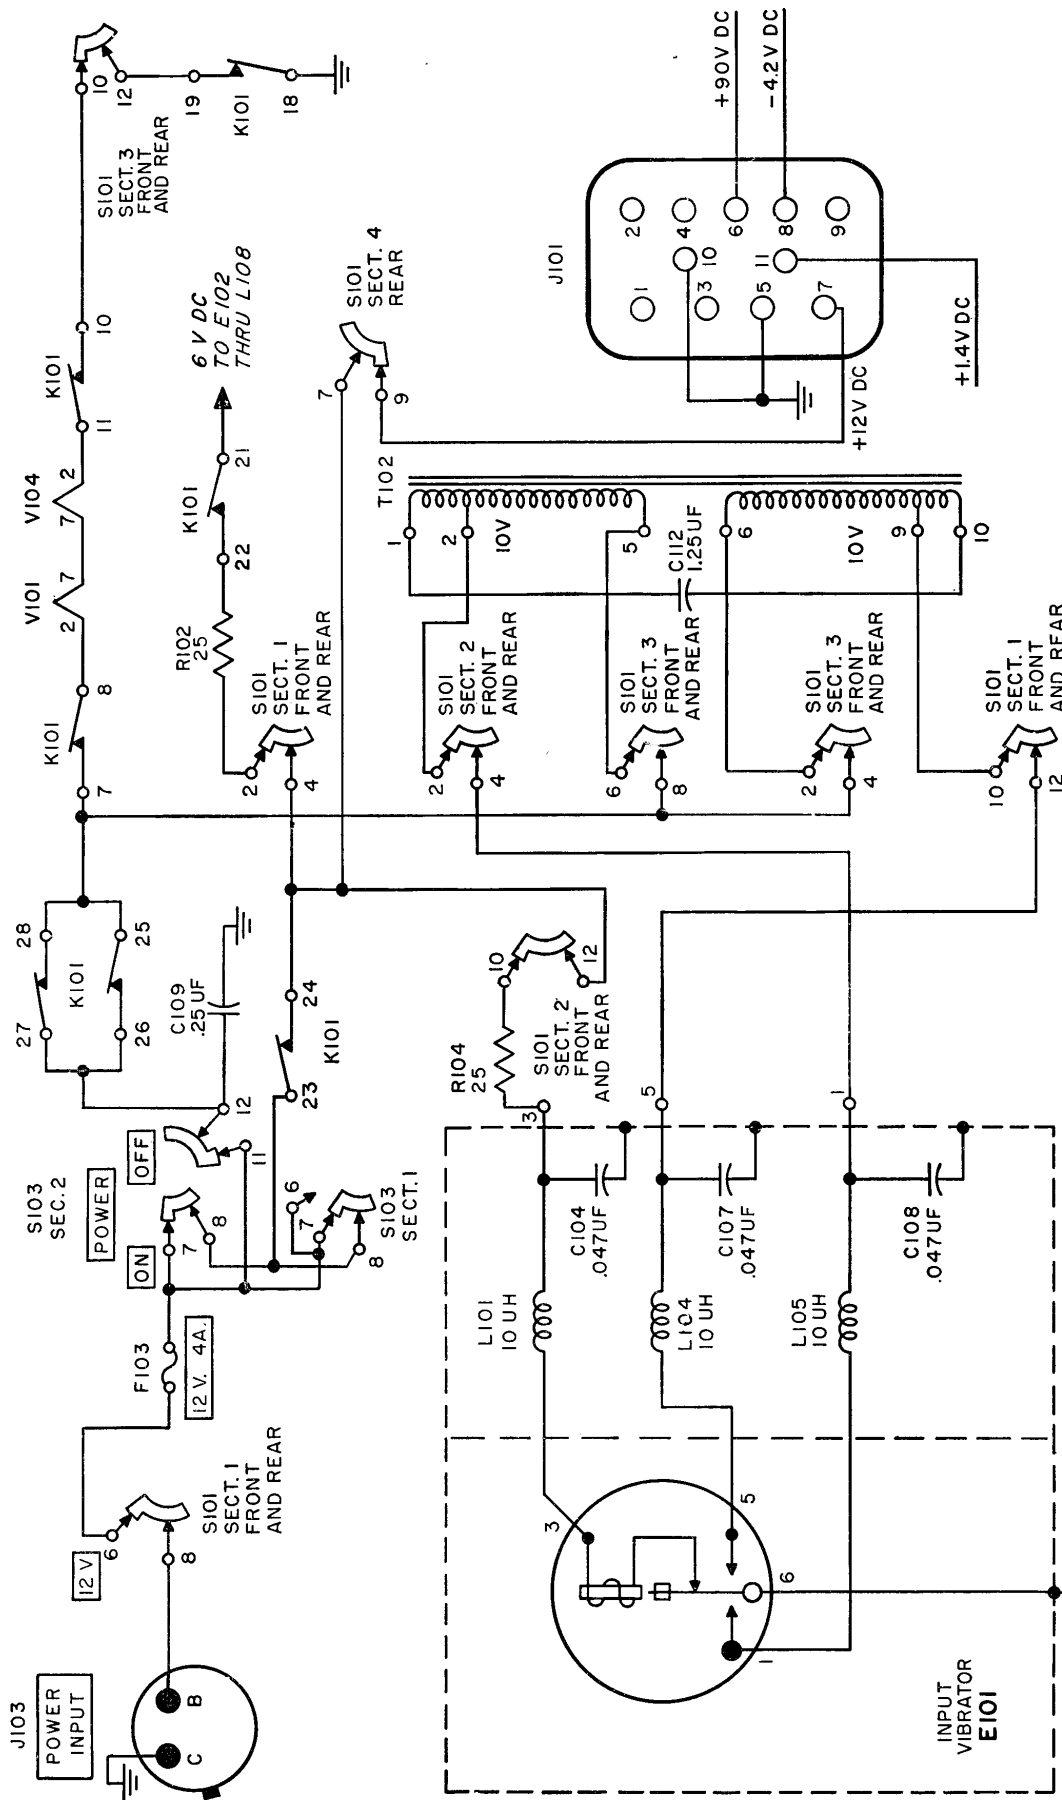 10
12
19
K101
18
S101
SECT. 3
FRONT
AND REAR
10
K101
11
2
V104
7
7
V101
2
8
K101
7
6 V DC
TO E102
THRU L108
21
K101
22
R102
25
S101
SECT. 1
FRONT
AND REAR
2
4
S101
SECT. 4
REAR
7
9
J101
1
2
3
4
5
6
7
8
9
10
11
+90V DC
-4.2V DC
+1.4V DC
+12V DC
T102
1
2
10V
5
C112
1.25UF
6
10V
9
10
S101
SECT. 2
FRONT
AND REAR
2
4
S101
SECT. 3
FRONT
AND REAR
6
8
S101
SECT. 3
FRONT
AND REAR
2
4
S101
SECT. 1
FRONT
AND REAR
10
12
28
27
K101
25
26
C109
.25UF
24
K101
23
12
OFF
11
S103
SEC. 2
POWER
ON
7
8
6
7
8
S103
SECT. 1
10
12
S101
SECT. 2
FRONT
AND REAR
R104
25
3
5
1
F103
12 V. 4A.
12 V
6
8
S101
SECT. 1
FRONT
AND REAR
J103
POWER
INPUT
B
C
L101
10 UH
C104
.047UF
L104
10 UH
C107
.047UF
L105
10 UH
C108
.047UF
3
5
6
1
INPUT
VIBRATOR
E101